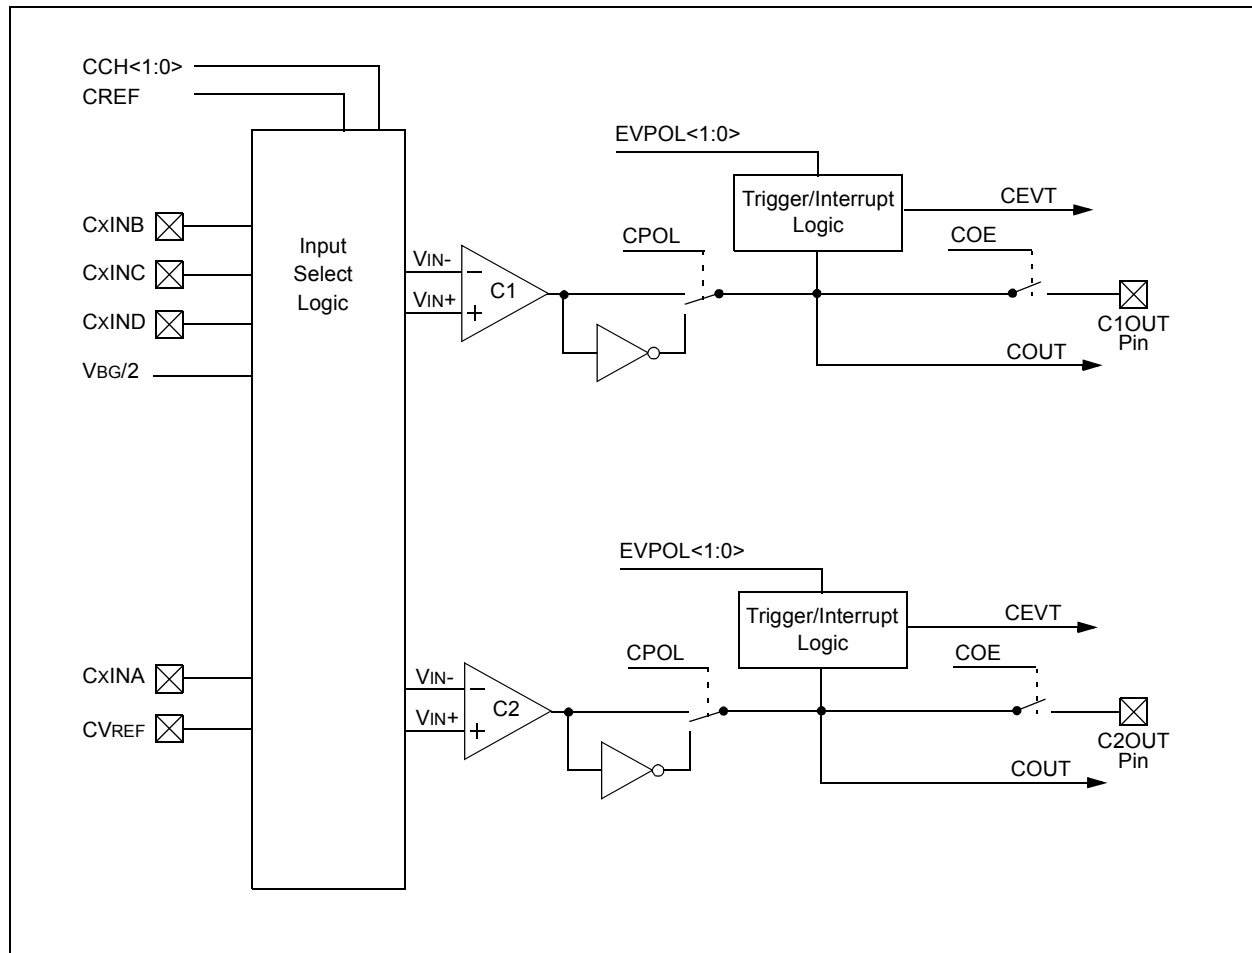 CCH<1:0>
CREF
EVPOL<1:0>
Trigger/Interrupt
Logic
CEVT
CXINB
CXINC
CXIND
VBG/2
Input
Select
Logic
VIN-
VIN+
−
+
C1
CPOL
COE
C1OUT
Pin
COUT
EVPOL<1:0>
Trigger/Interrupt
Logic
CEVT
CXINA
CVREF
VIN-
VIN+
−
+
C2
CPOL
COE
C2OUT
Pin
COUT